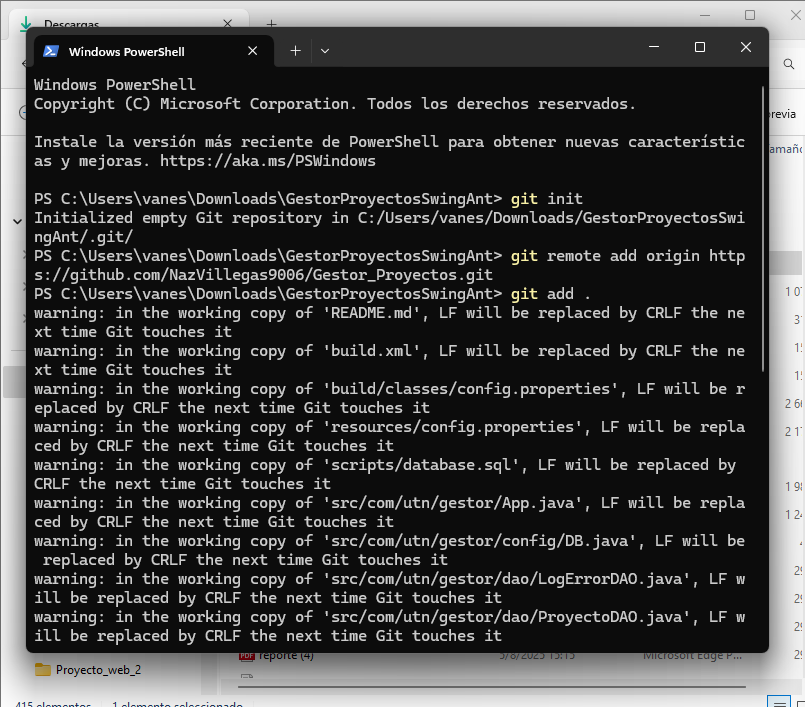 Descargas
Windows PowerShell
Windows PowerShell
Copyright (C) Microsoft Corporation. Todos los derechos reservados.
Instale la versión más reciente de PowerShell para obtener nuevas característic
as y mejoras. https://aka.ms/PSWindows
PS C:\Users\vanes\Downloads\GestorProyectosSwingAnt> git init
Initialized empty Git repository in C:/Users/vanes/Downloads/GestorProyectosSwi
ngAnt/.git/
PS C:\Users\vanes\Downloads\GestorProyectosSwingAnt> git remote add origin http
s://github.com/NazVillegas9006/Gestor_Proyectos.git
PS C:\Users\vanes\Downloads\GestorProyectosSwingAnt> git add .
warning: in the working copy of 'README.md', LF will be replaced by CRLF the ne
xt time Git touches it
warning: in the working copy of 'build.xml', LF will be replaced by CRLF the ne
xt time Git touches it
warning: in the working copy of 'build/classes/config.properties', LF will be r
eplaced by CRLF the next time Git touches it
warning: in the working copy of 'resources/config.properties', LF will be repla
ced by CRLF the next time Git touches it
warning: in the working copy of 'scripts/database.sql', LF will be replaced by
CRLF the next time Git touches it
warning: in the working copy of 'src/com/utn/gestor/App.java', LF will be repla
ced by CRLF the next time Git touches it
warning: in the working copy of 'src/com/utn/gestor/config/DB.java', LF will be
 replaced by CRLF the next time Git touches it
warning: in the working copy of 'src/com/utn/gestor/dao/LogErrorDAO.java', LF w
ill be replaced by CRLF the next time Git touches it
warning: in the working copy of 'src/com/utn/gestor/dao/ProyectoDAO.java', LF w
ill be replaced by CRLF the next time Git touches it
reporte (4) 5/8/2025 15:15 Microsoft Edge P...
Proyecto_web_2
415 elementos 1 elemento seleccionado